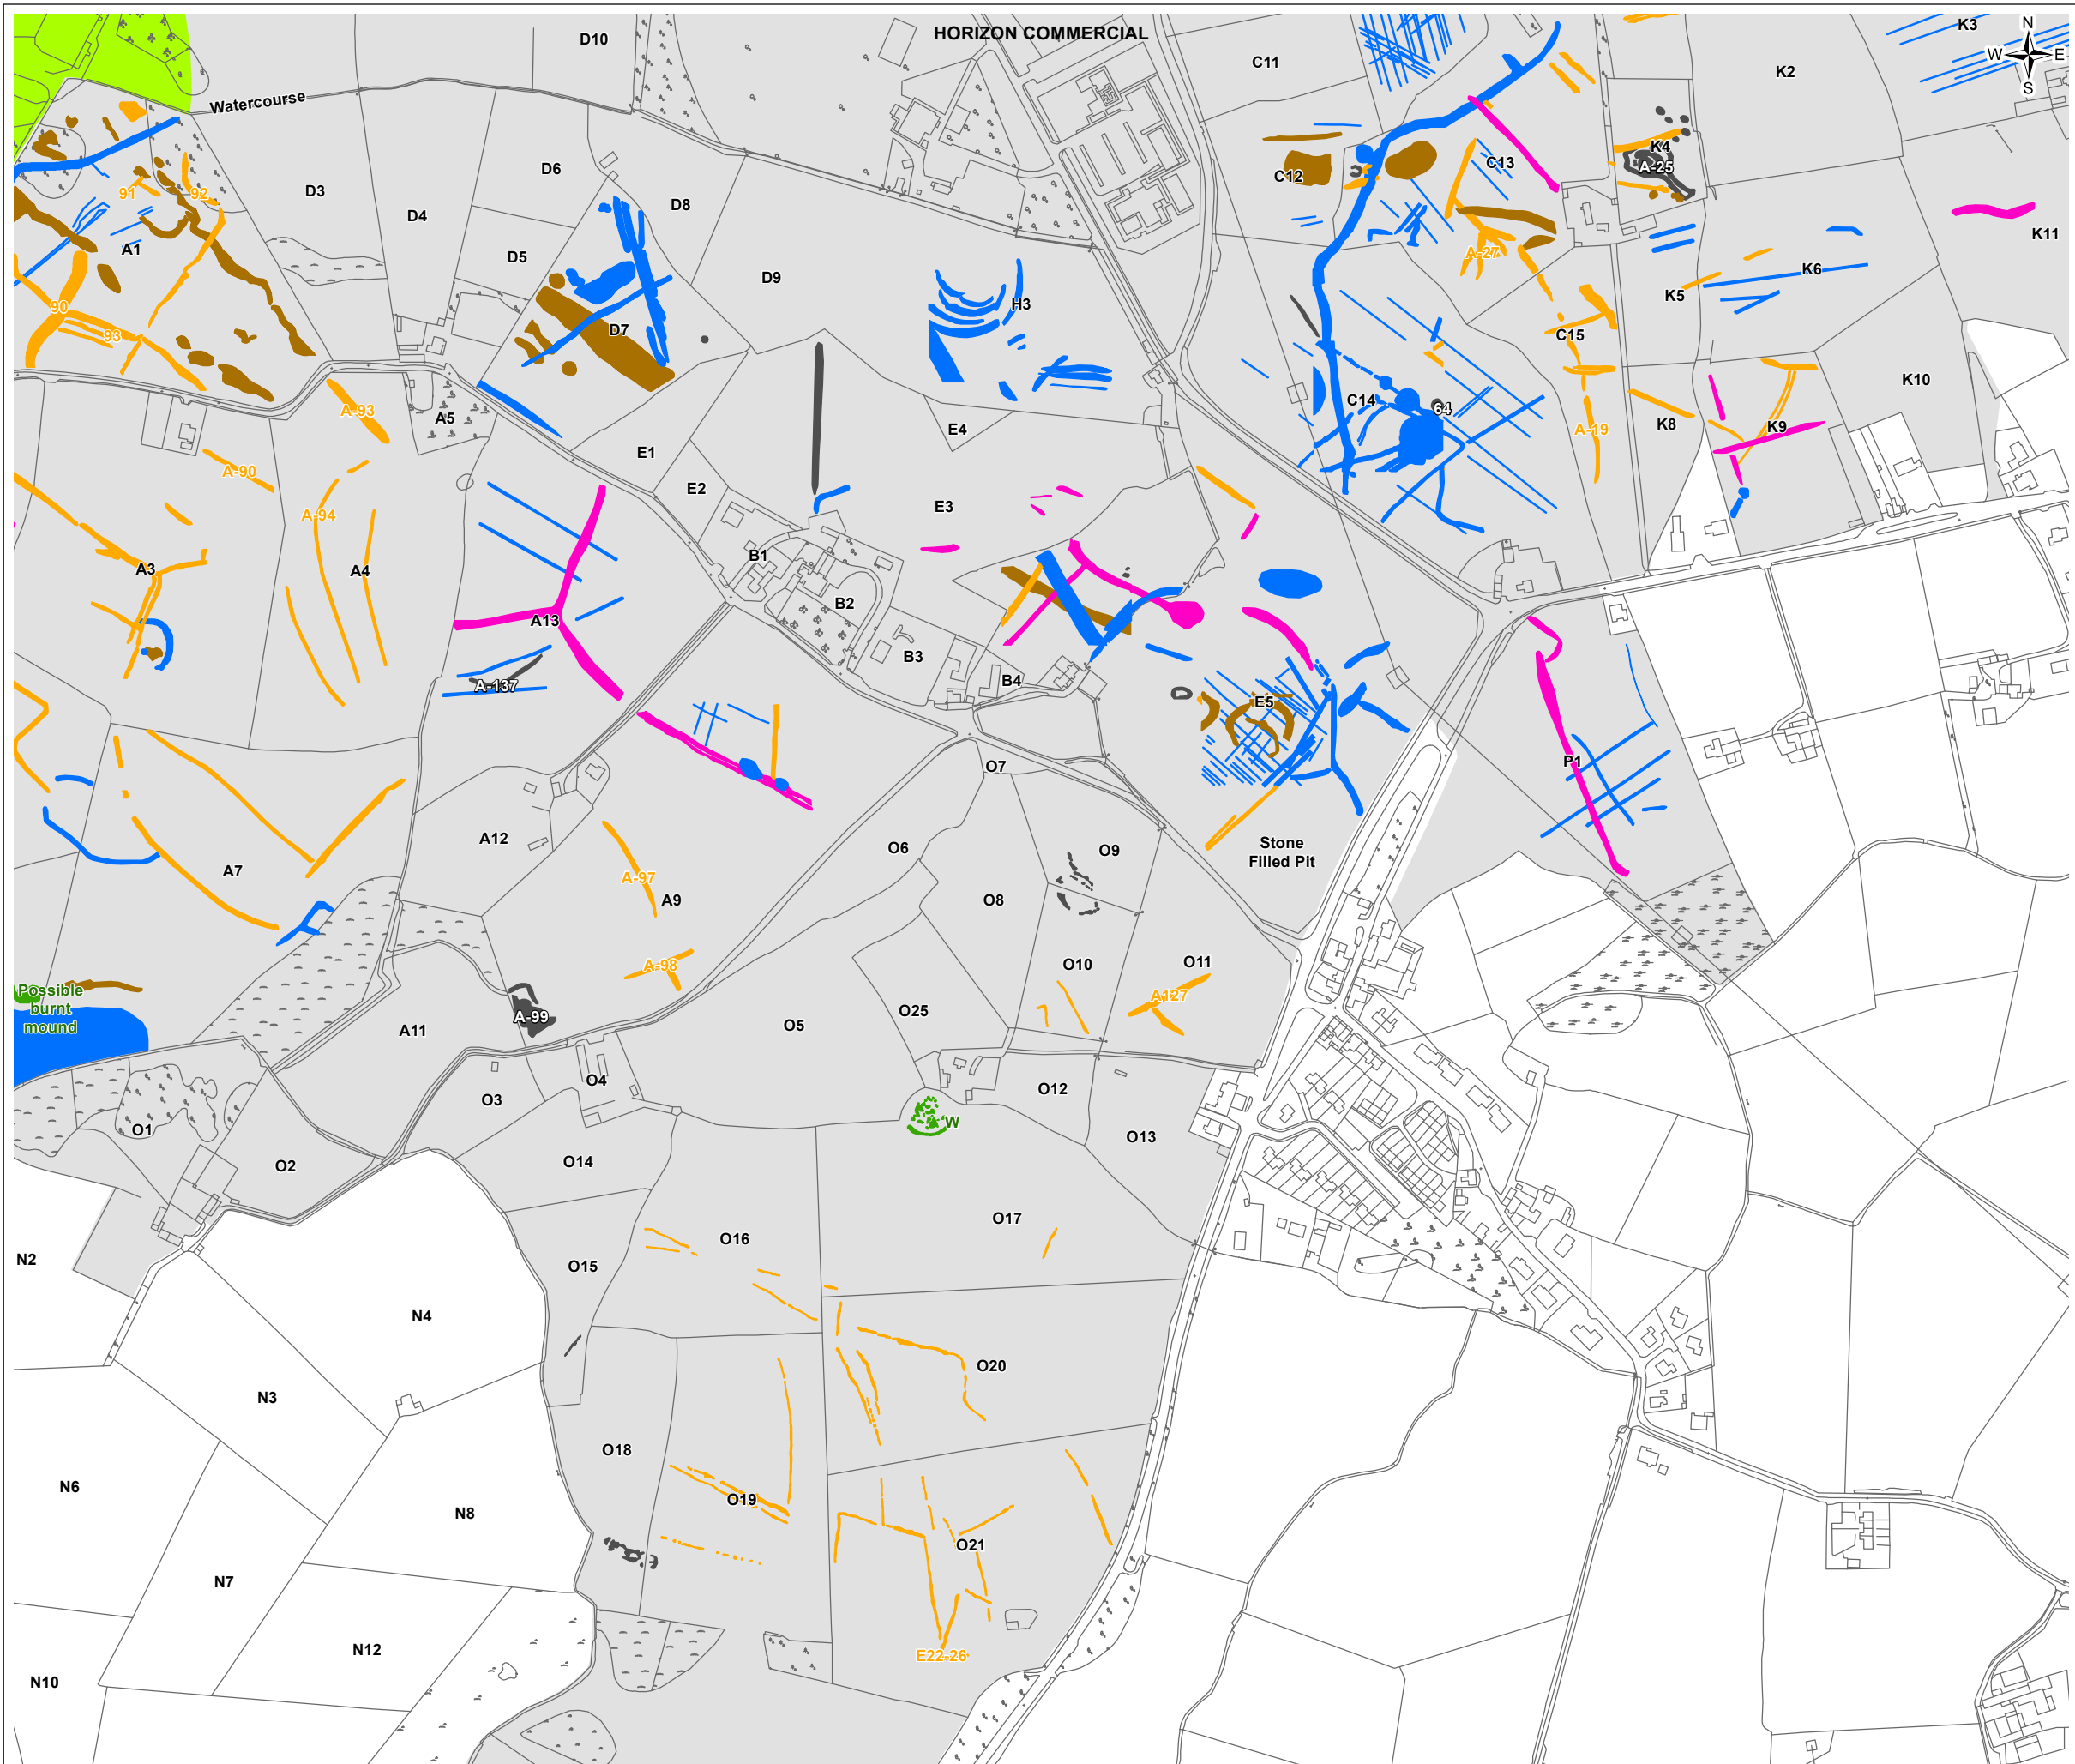 HORIZON COMMERCIAL
K3
N
W
E
S
D10
C11
K2
Watercourse
K4
A-25
C13
C12
D6
D3
D4
D8
91
92
K11
A1
D5
A-27
K6
K5
D9
H3
90
93
D7
C15
K10
A-93
A5
C14
64
E4
A-19
K8
K9
E1
A-90
E2
A-94
E3
A3
A4
B1
B2
A13
B3
B4
A-137
E5
P1
O7
A12
O6
O9
Stone
Filled Pit
A7
A-97
A9
O8
A-98
O10
O11
A127
Possible
burnt
mound
A-99
A11
O5
O25
O4
O3
O12
O1
W
O13
O2
O14
O17
O16
N2
O15
N4
O20
N3
O18
N6
O19
N8
O21
N7
N12
E22-26
N10